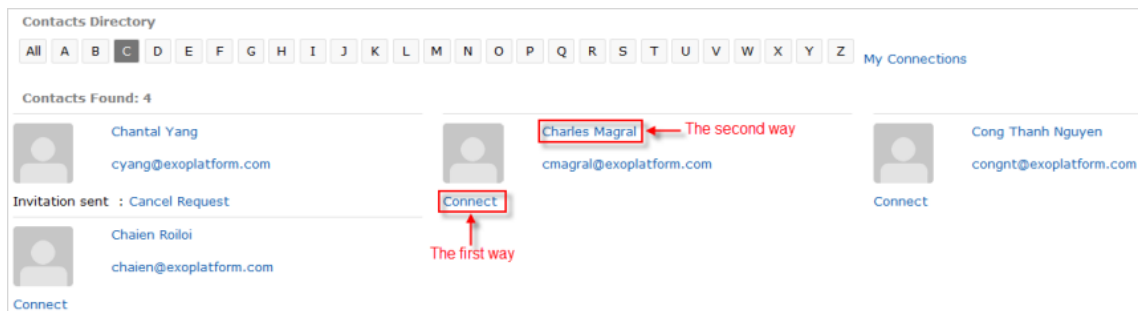 Contacts Directory
All A B C D E F G H I J K L M N O P Q R S T U V W X Y Z My Connections
Contacts Found: 4
Chantal Yang
cyang@exoplatform.com
Invitation sent : Cancel Request
Charles Magral
The second way
cmagral@exoplatform.com
Connect
The first way
Cong Thanh Nguyen
congnt@exoplatform.com
Connect
Chaien Roiloi
chaien@exoplatform.com
Connect